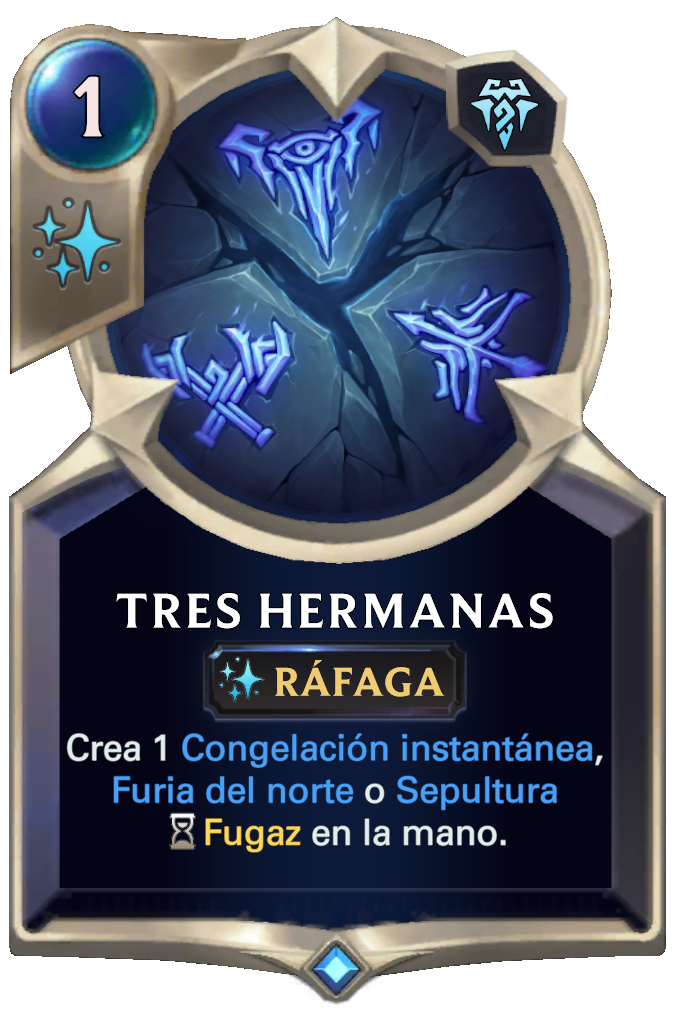 1
TRES HERMANAS
RÁFAGA
Crea 1 Congelación instantánea,
Furia del norte o Sepultura
Fugaz en la mano.